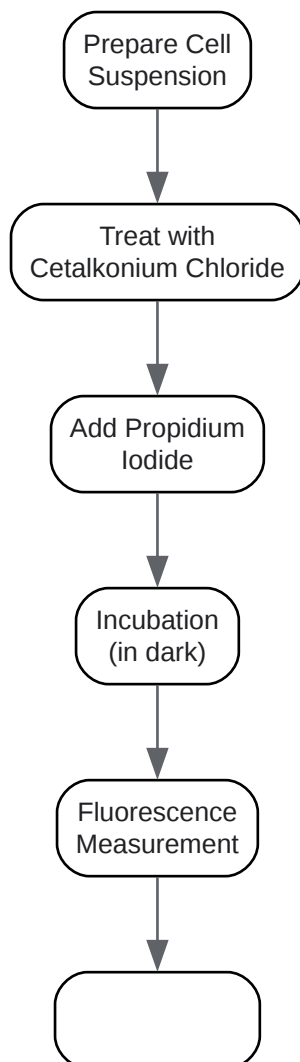 Prepare Cell
Suspension
Treat with
Cetalkonium Chloride
Add Propidium
Iodide
Incubation
(in dark)
Fluorescence
Measurement